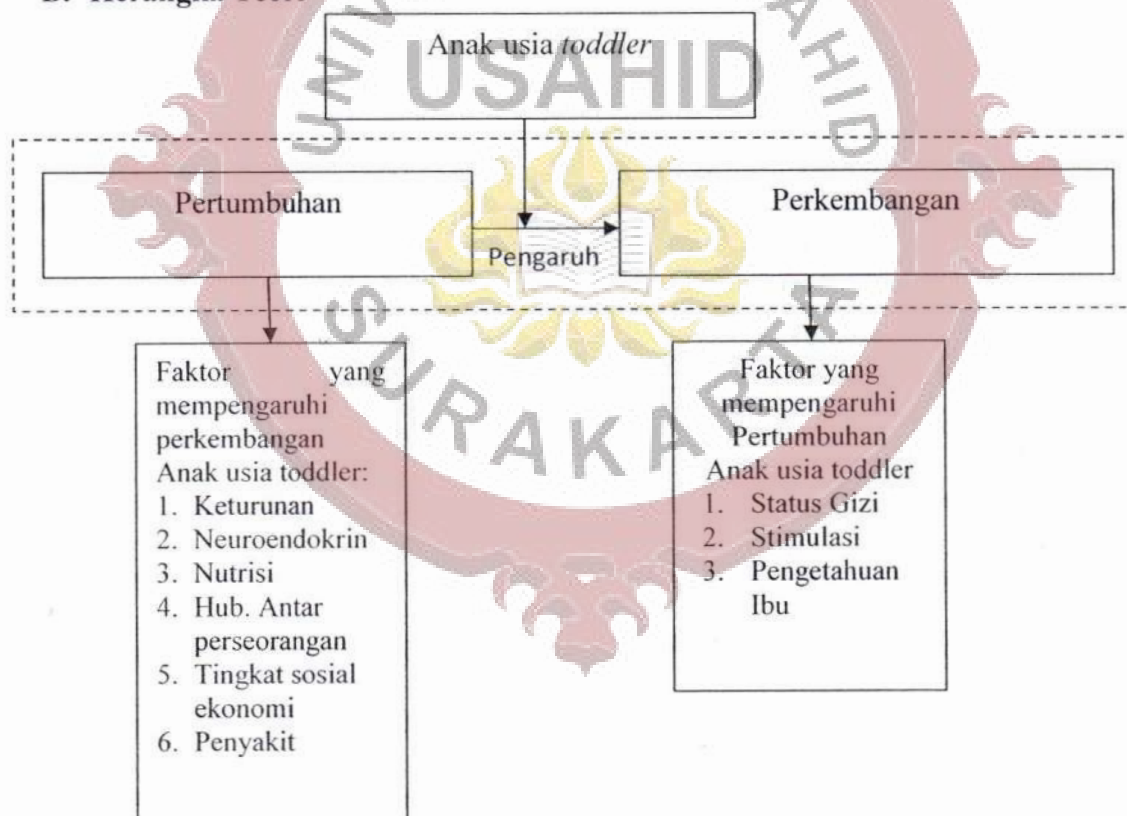 Anak usia toddler
UNIV
USAHID
AHID
Pertumbuhan
Pengaruh
Perkembangan
SURAKARTA
Faktor yang
mempengaruhi
perkembangan
Anak usia toddler:
1. Keturunan
2. Neuroendokrin
3. Nutrisi
4. Hub. Antar
perseorangan
5. Tingkat sosial
ekonomi
6. Penyakit
Faktor yang
mempengaruhi
Pertumbuhan
Anak usia toddler
1. Status Gizi
2. Stimulasi
3. Pengetahuan
Ibu